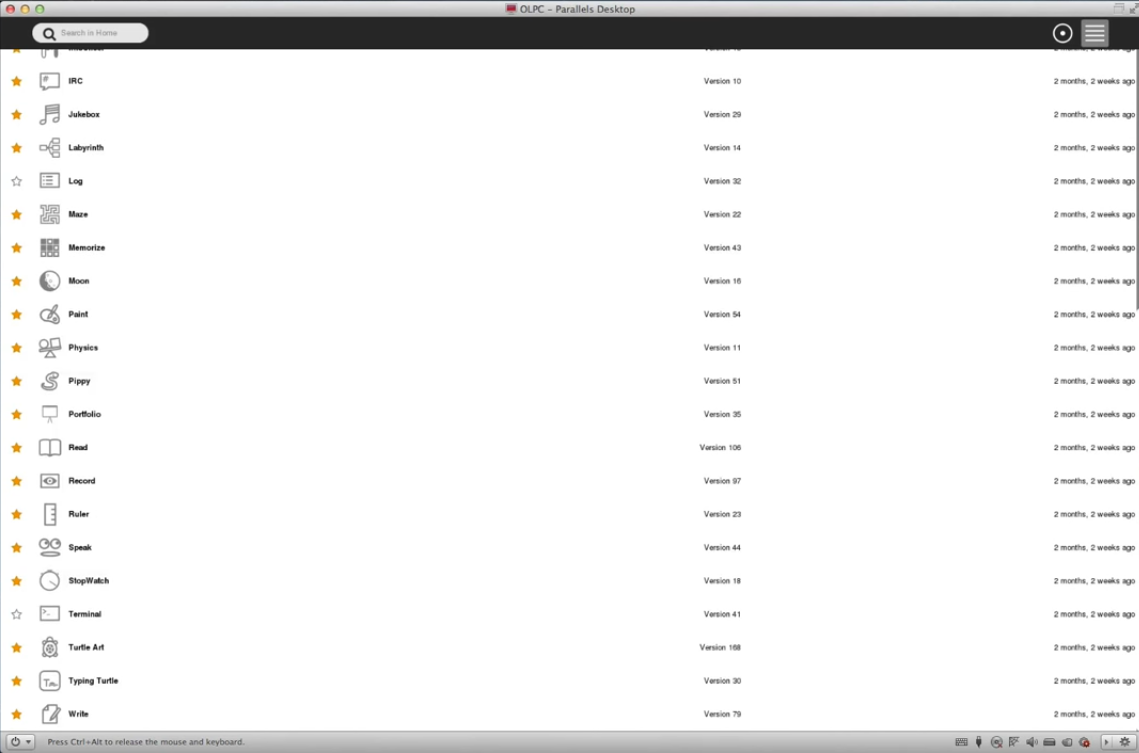 OLPC - Parallels Desktop
Search in Home
IRC Version 10 2 months, 2 weeks ago
Jukebox Version 29 2 months, 2 weeks ago
Labyrinth Version 14 2 months, 2 weeks ago
Log Version 32 2 months, 2 weeks ago
Maze Version 22 2 months, 2 weeks ago
Memorize Version 43 2 months, 2 weeks ago
Moon Version 16 2 months, 2 weeks ago
Paint Version 54 2 months, 2 weeks ago
Physics Version 11 2 months, 2 weeks ago
Pippy Version 51 2 months, 2 weeks ago
Portfolio Version 35 2 months, 2 weeks ago
Read Version 106 2 months, 2 weeks ago
Record Version 97 2 months, 2 weeks ago
Ruler Version 23 2 months, 2 weeks ago
Speak Version 44 2 months, 2 weeks ago
StopWatch Version 18 2 months, 2 weeks ago
Terminal Version 41 2 months, 2 weeks ago
Turtle Art Version 168 2 months, 2 weeks ago
Typing Turtle Version 30 2 months, 2 weeks ago
Write Version 79 2 months, 2 weeks ago
Press Ctrl+Alt to release the mouse and keyboard.